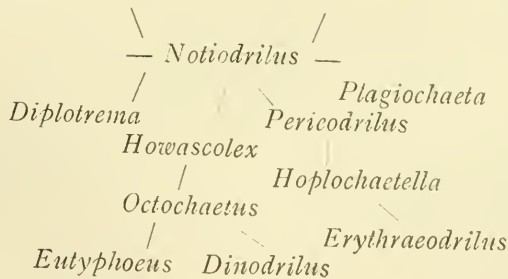 — Notiodrilus —
Plagiochaeta
Diplotrema
Pericodrilus
Howascolex
Hoplochaetella
Octochaetus
Erythraeodrilus
Eutyphoeus Dinodrilus